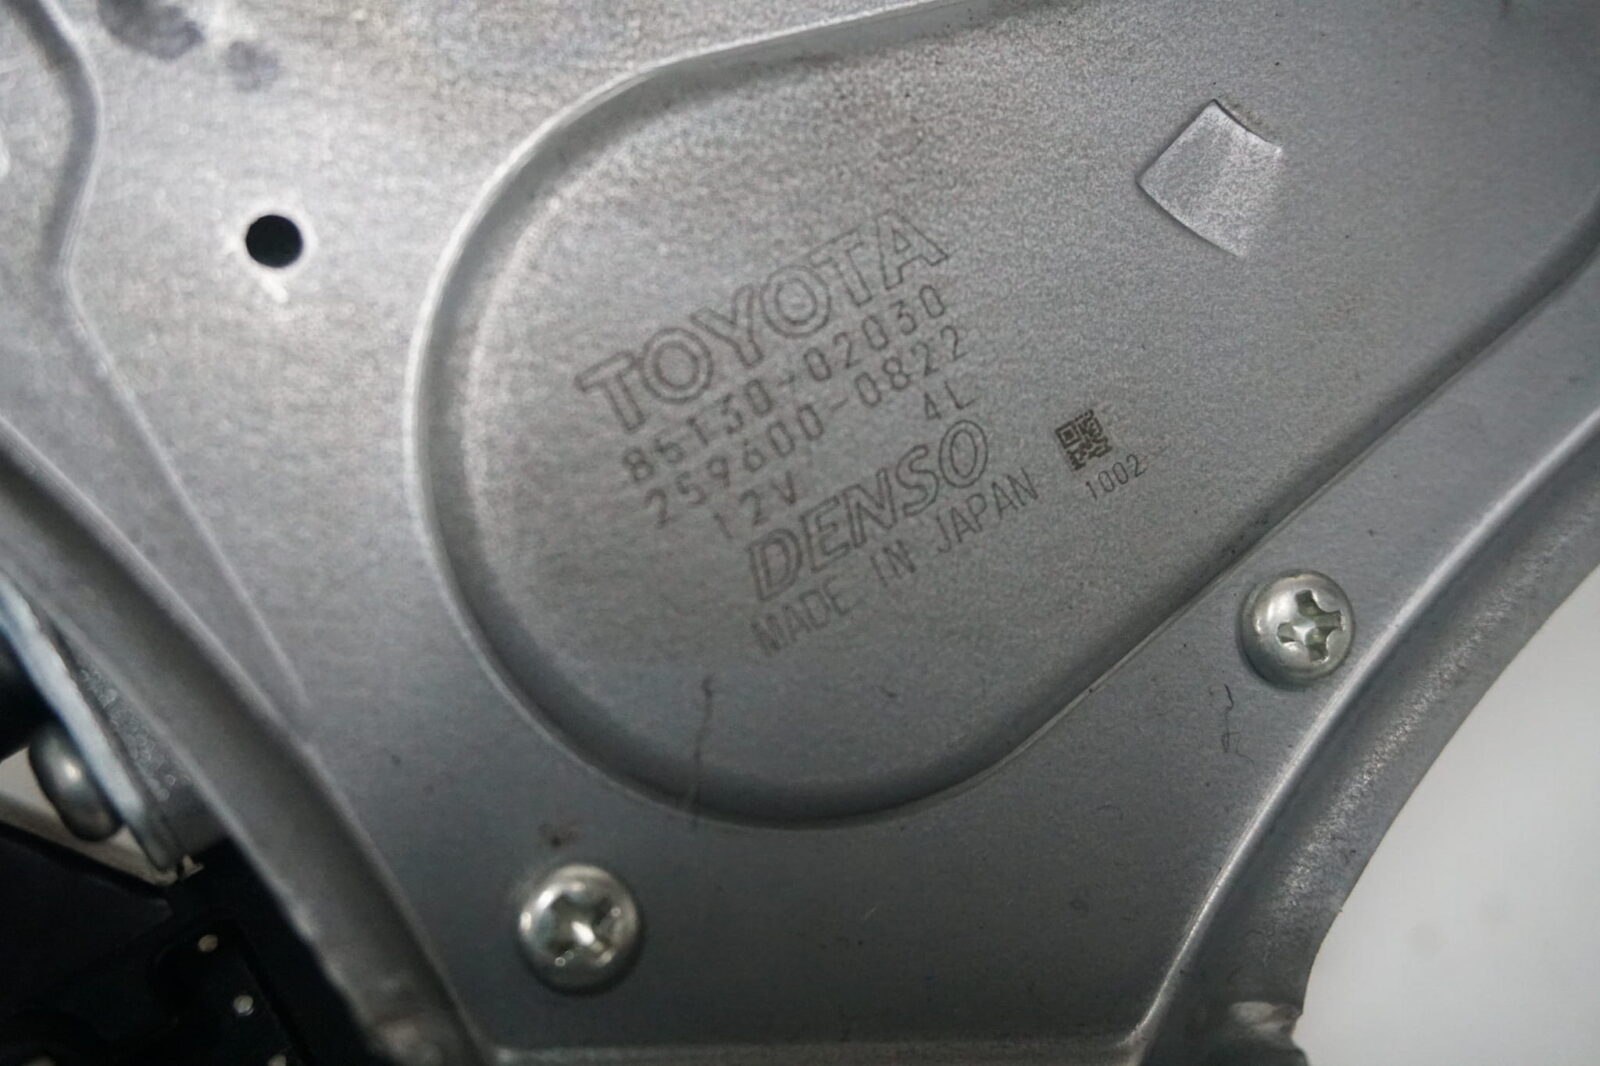 TOYOTA
85130-02030
259600-0822
12V 4L
DENSO
MADE IN JAPAN
1002